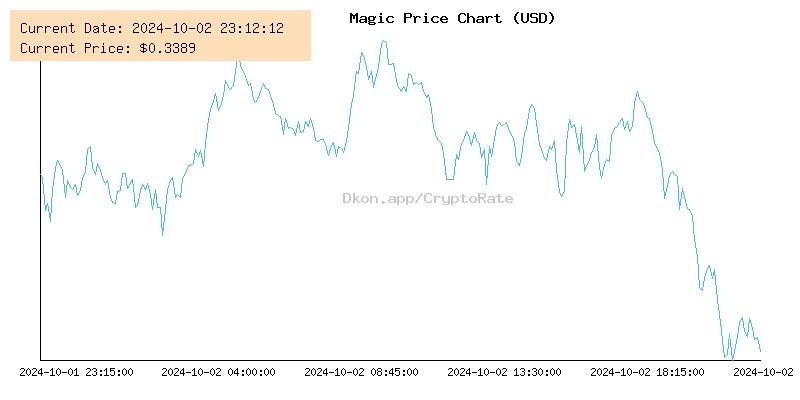 Magic Price Chart (USD)
Current Date: 2024-10-02 23:12:12
Current Price: $0.3389
Dkon.app/CryptoRate
2024-10-01 23:15:00 2024-10-02 04:00:00 2024-10-02 08:45:00 2024-10-02 13:30:00 2024-10-02 18:15:00 2024-10-02